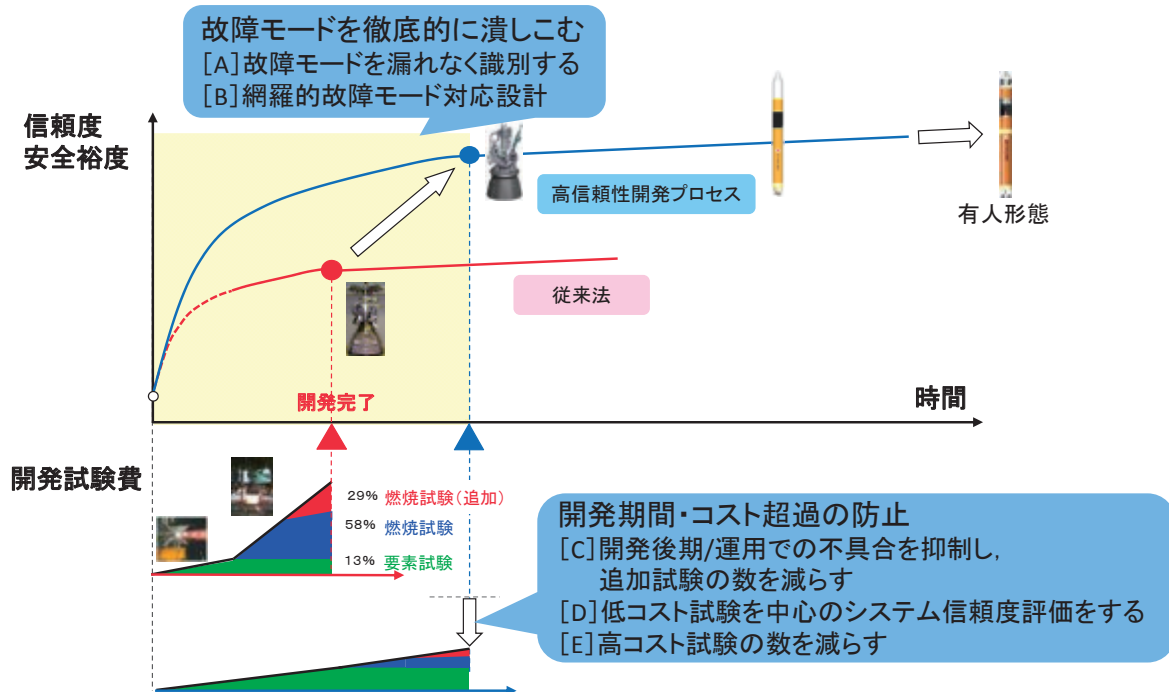 故障モードを徹底的に潰しこむ
[A]故障モードを漏れなく識別する
[B]網羅的故障モード対応設計
信頼度
安全裕度
高信頼性開発プロセス
有人形態
従来法
開発完了
時間
開発試験費
29% 燃焼試験(追加)
58% 燃焼試験
13% 要素試験
開発期間・コスト超過の防止
[C]開発後期/運用での不具合を抑制し,
追加試験の数を減らす
[D]低コスト試験を中心のシステム信頼度評価をする
[E]高コスト試験の数を減らす